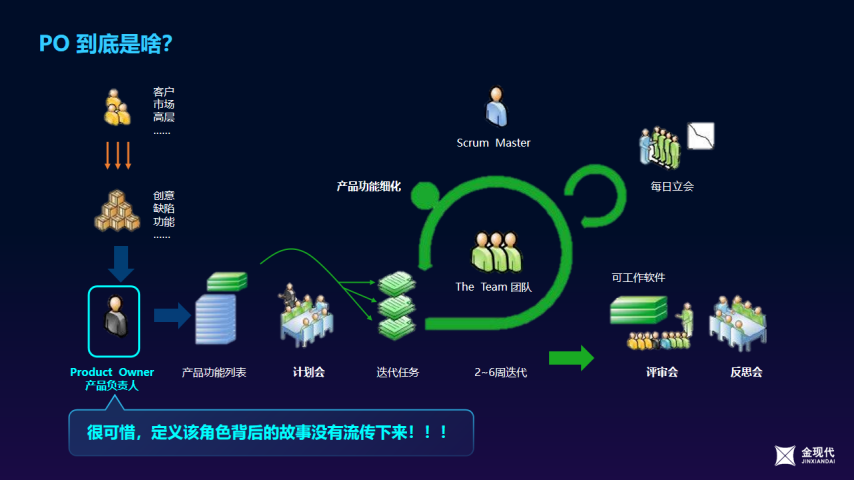 PO 到底是啥?
客户
市场
高层
......
Scrum Master
产品功能细化
每日立会
创意
缺陷
功能
......
The Team 团队
可工作软件
Product Owner
产品负责人
产品功能列表
计划会
迭代任务
2~6周迭代
评审会
反思会
很可惜，定义该角色背后的故事没有流传下来！！！
金现代
JINXIANDAI